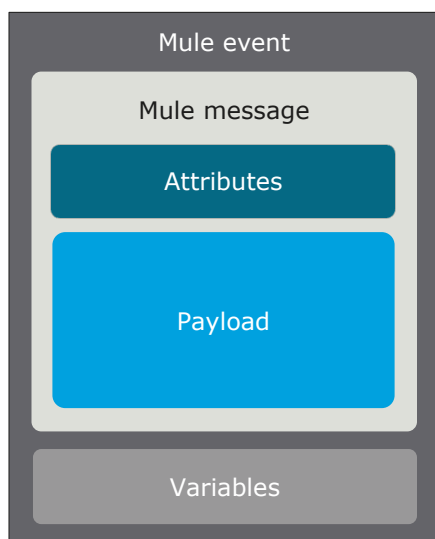 Mule event
Mule message
Attributes
Payload
Variables